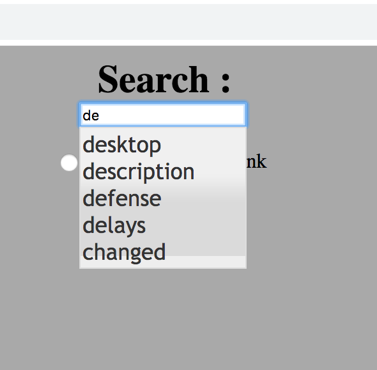 Search :
de
desktop
description
nk
defense
delays
changed